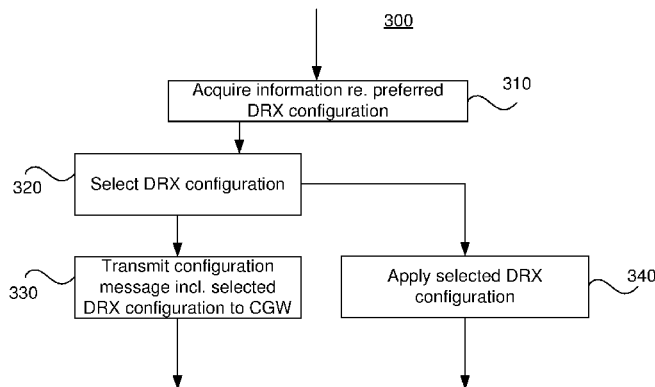 300
Acquire information re. preferred
DRX configuration
310
320
Select DRX configuration
330
Transmit configuration
message incl. selected
DRX configuration to CGW
Apply selected DRX
configuration
340